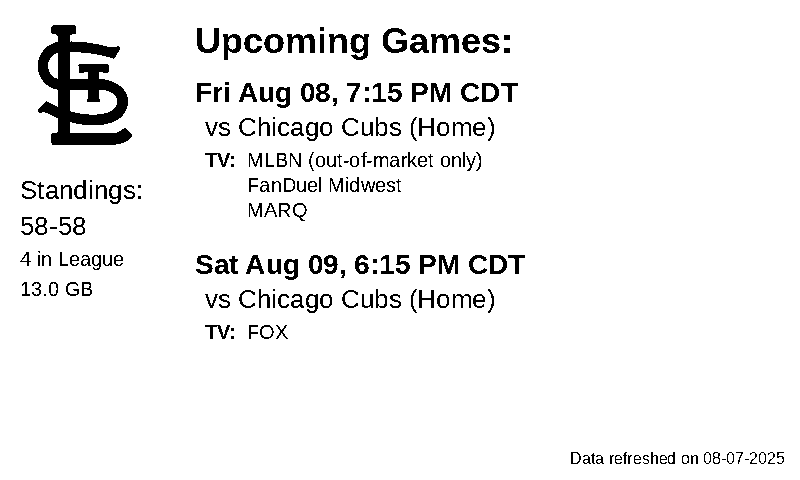 Upcoming Games:
Fri Aug 08, 7:15 PM CDT
vs Chicago Cubs (Home)
TV: MLBN (out-of-market only)
FanDuel Midwest
MARQ
Sat Aug 09, 6:15 PM CDT
vs Chicago Cubs (Home)
TV: FOX
STL
Standings:
58-58
4 in League
13.0 GB
Data refreshed on 08-07-2025